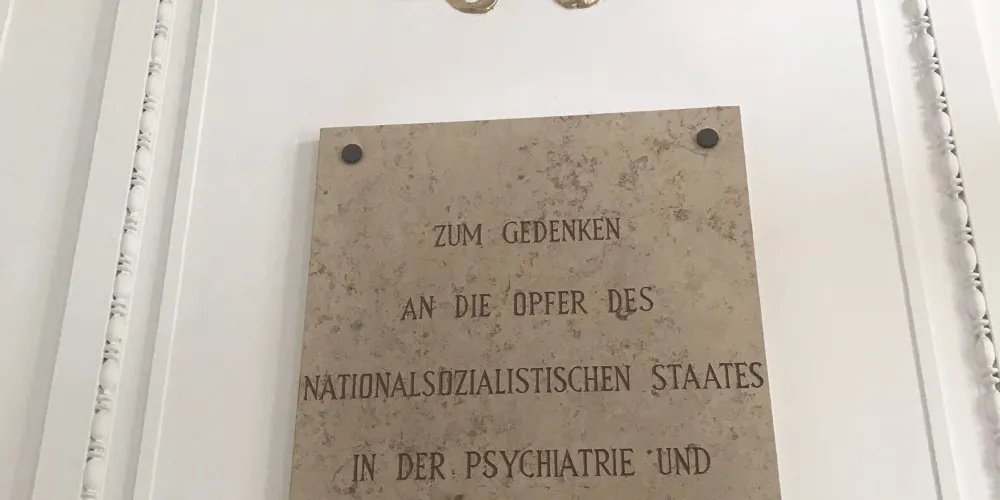 ZUM GEDENKEN
AN DIE OPFER DES
NATIONALSOZIALISTISCHEN STAATES
IN DER PSYCHIATRIE UND